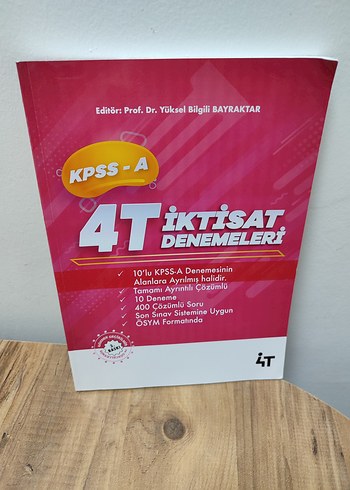 Editör: Prof. Dr. Yüksel Bilgili BAYRAKTAR
KPSS - A
4T İKTİSAT
DENEMELERİ
✓ 10'lu KPSS-A Denemesinin
Alanlara Ayrılmış halidir.
✓ Tamamı Ayrıntılı Çözümlü
✓ 10 Deneme
✓ 400 Çözümlü Soru
✓ Son Sınav Sistemine Uygun
✓ ÖSYM Formatında
4T